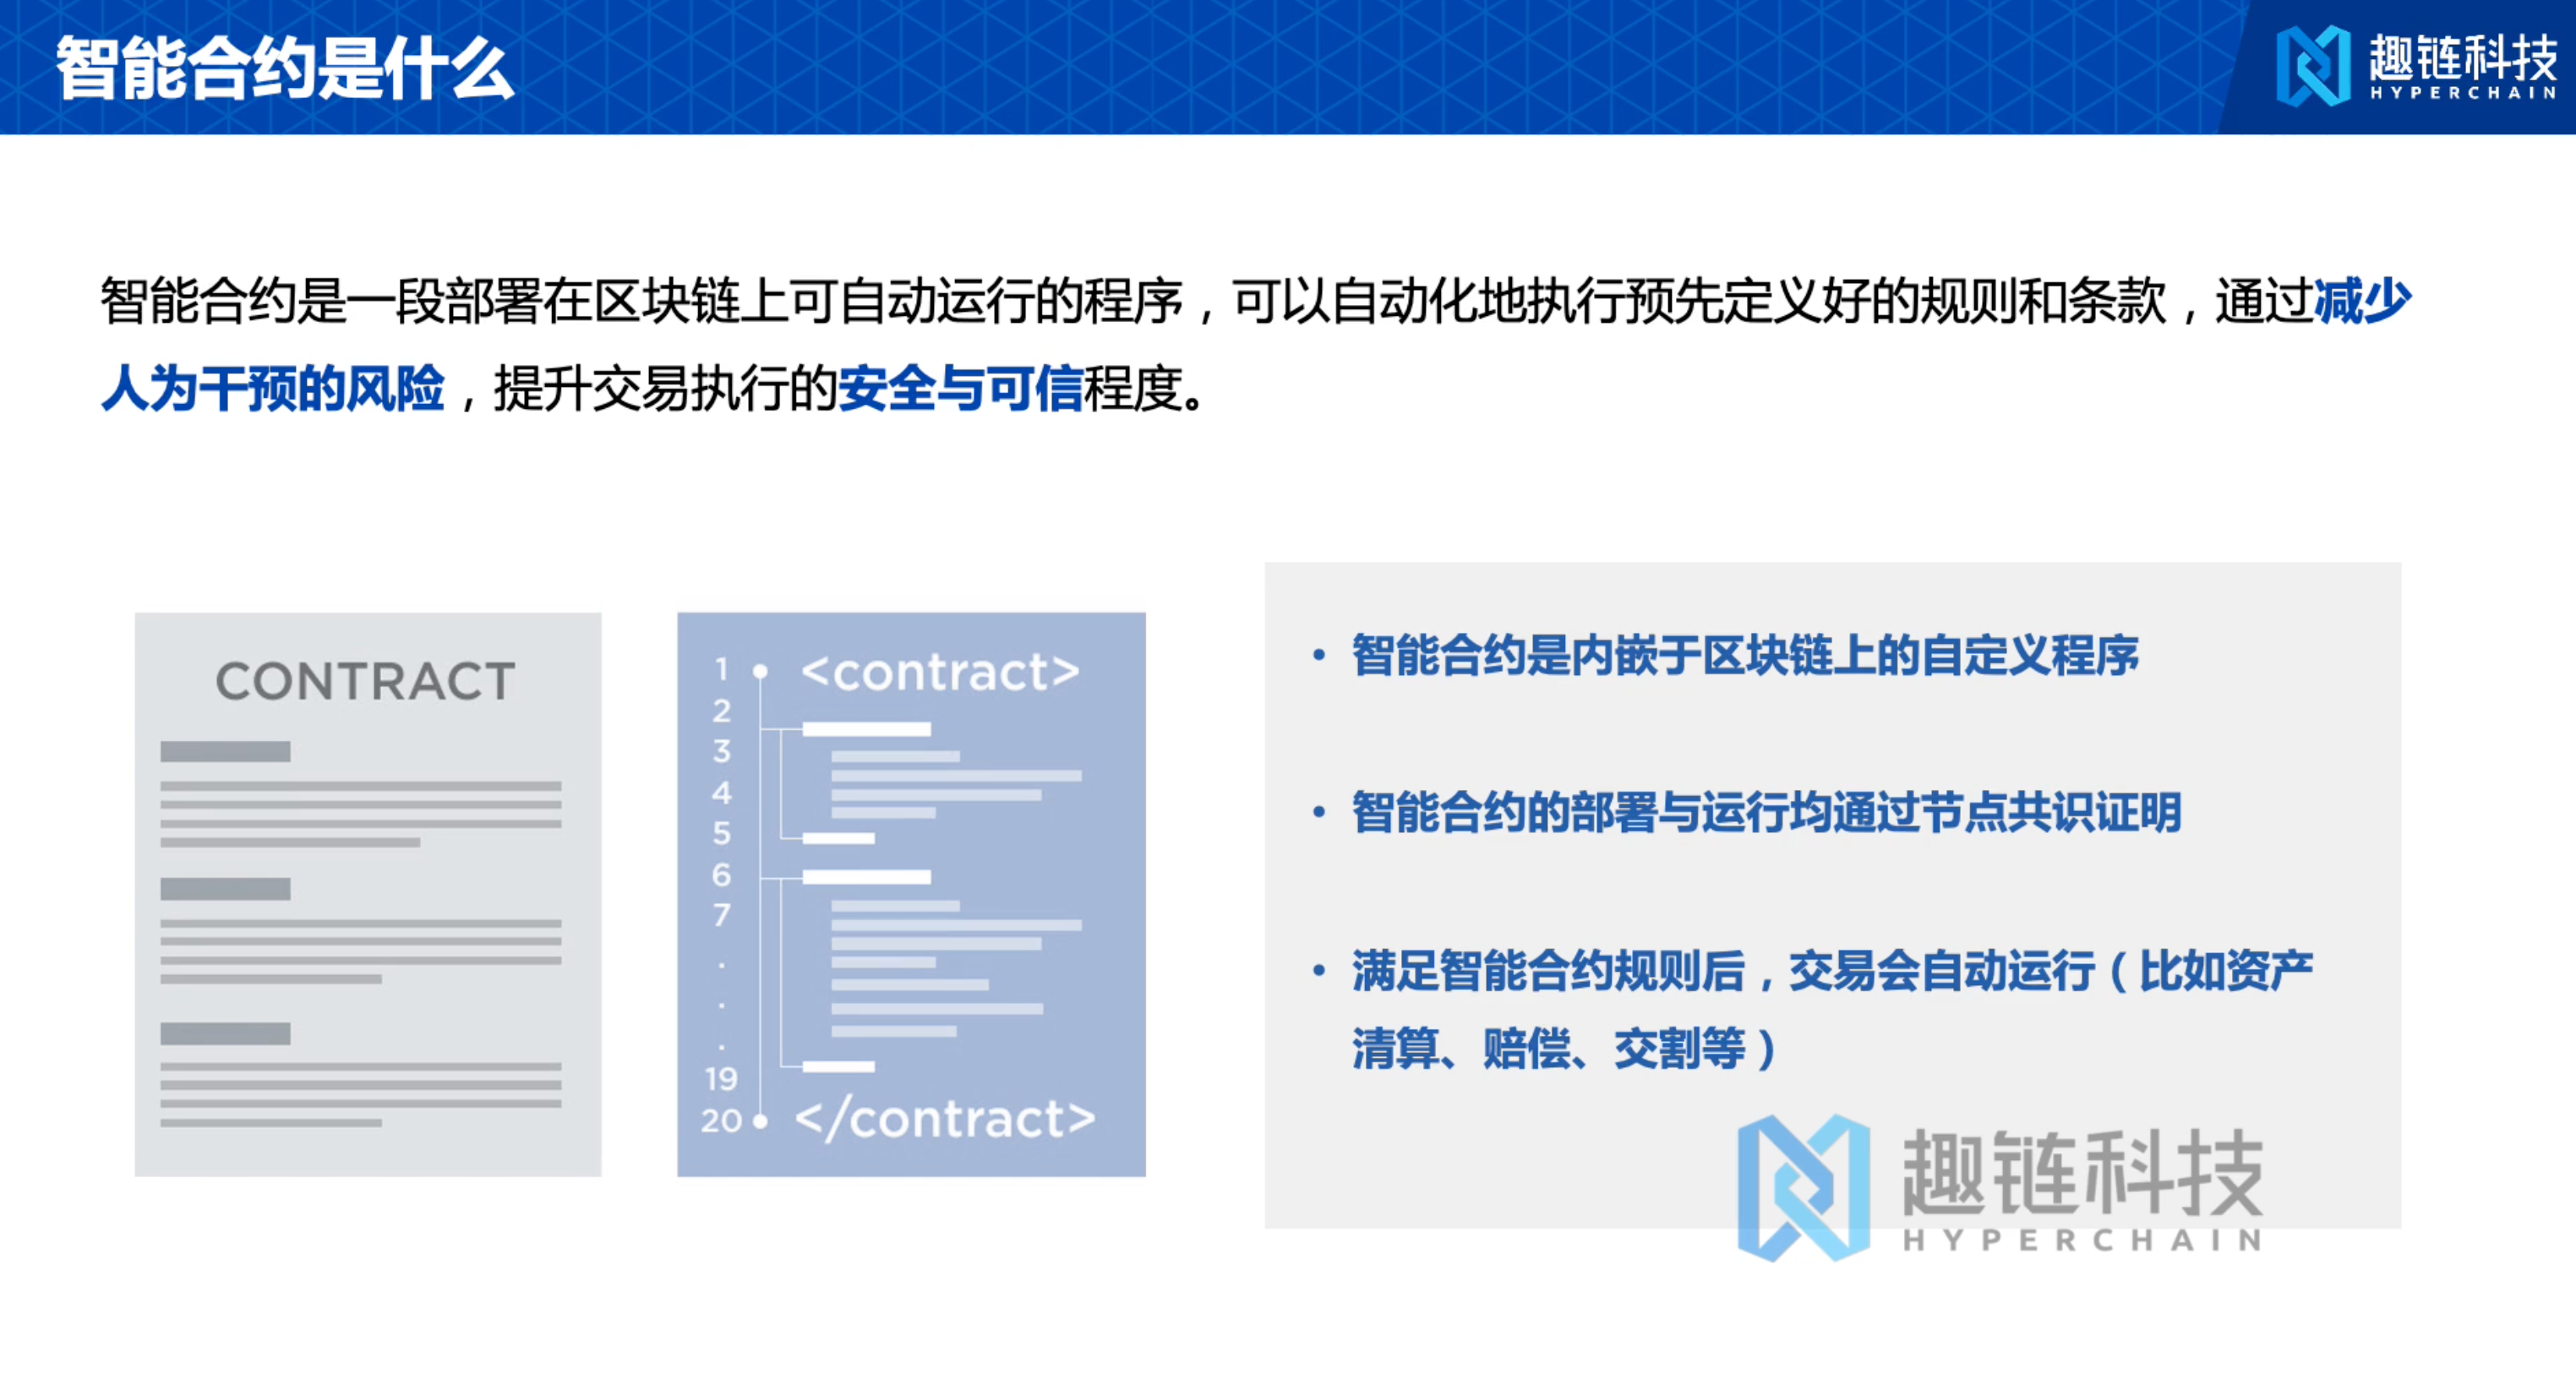 智能合约是什么
趣链科技
HYPERCHAIN
智能合约是一段部署在区块链上可自动运行的程序，可以自动化地执行预先定义好的规则和条款，通过减少
人为干预的风险，提升交易执行的安全与可信程度。
CONTRACT
1 <contract>
2
3
4
5
6
7
.
.
.
19
20 </contract>
• 智能合约是内嵌于区块链上的自定义程序
• 智能合约的部署与运行均通过节点共识证明
• 满足智能合约规则后，交易会自动运行（比如资产
清算、赔偿、交割等）
趣链科技
HYPERCHAIN